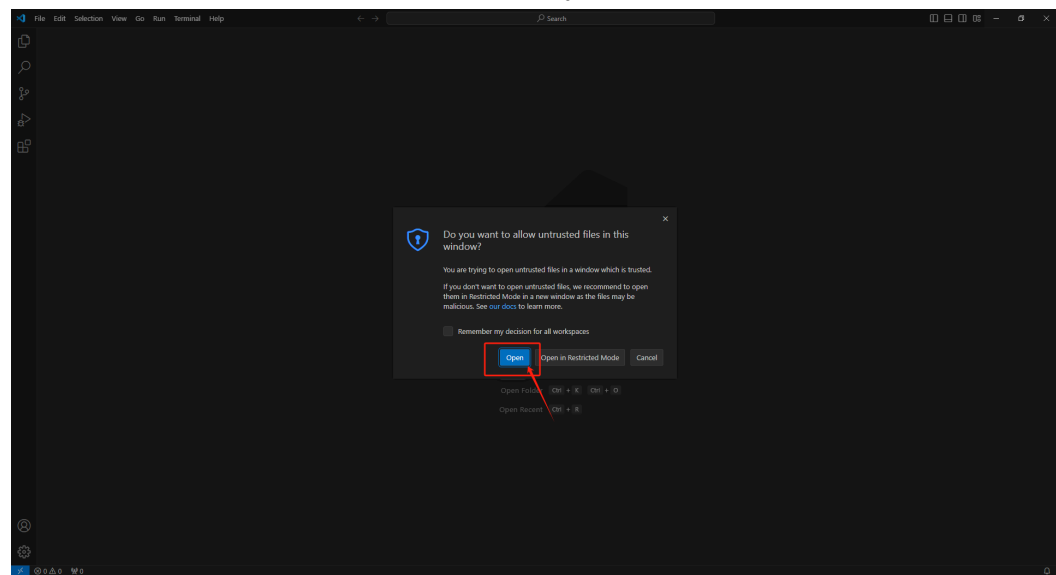 File Edit Selection View Go Run Terminal Help
Search
Do you want to allow untrusted files in this
window?
You are trying to open untrusted files in a window which is trusted.
If you don't want to open untrusted files, we recommend to open
them in Restricted Mode in a new window as the files may be
malicious. See our docs to learn more.
Remember my decision for all workspaces
Open Open in Restricted Mode Cancel
Open Folder Ctrl + K Ctrl + O
Open Recent Ctrl + R
0 0 0